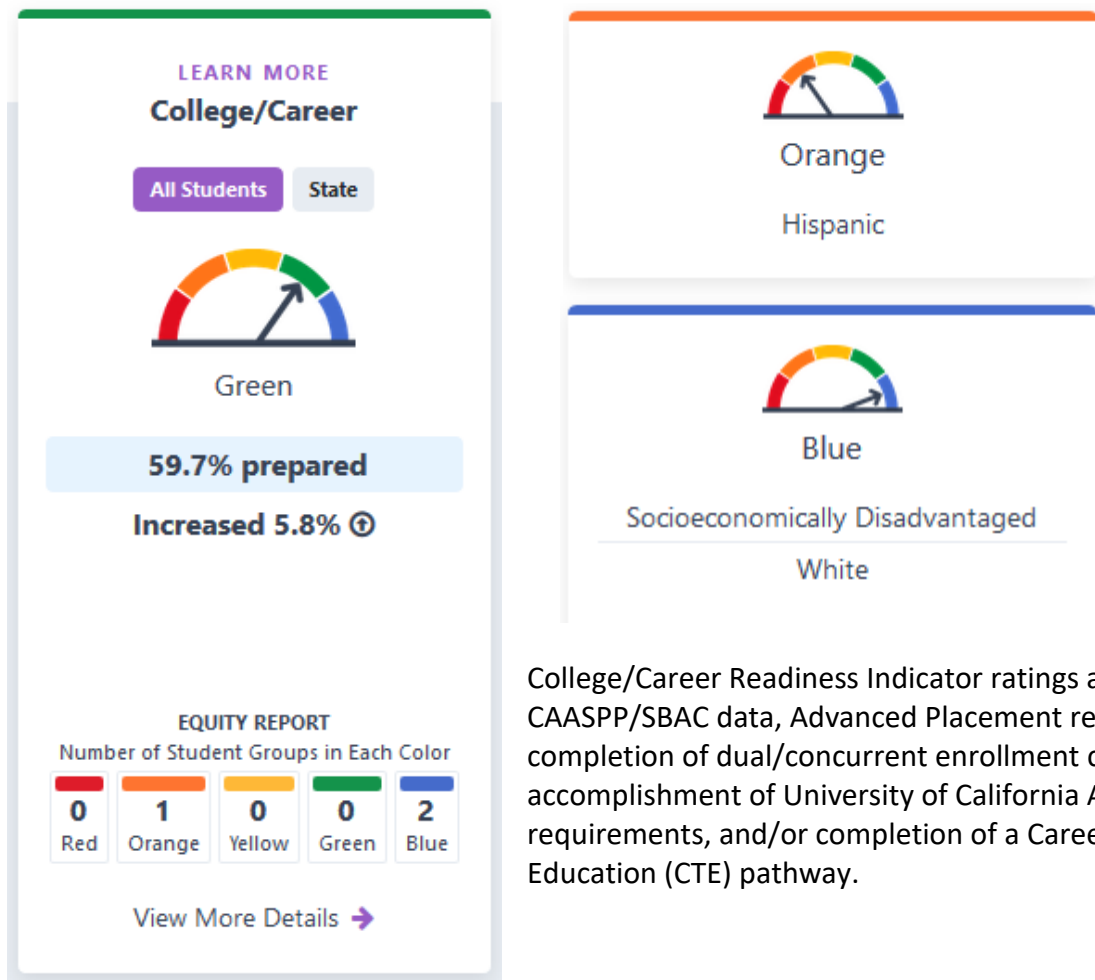 LEARN MORE
College/Career
All Students State
Green
59.7% prepared
Increased 5.8%
EQUITY REPORT
Number of Student Groups in Each Color
0 1 0 0 2
Red Orange Yellow Green Blue
View More Details
Orange
Hispanic
Blue
Socioeconomically Disadvantaged
White
College/Career Readiness Indicator ratings
CAASPP/SBAC data, Advanced Placement
completion of dual/concurrent enrollment
accomplishment of University of California
requirements, and/or completion of a
Education (CTE) pathway.